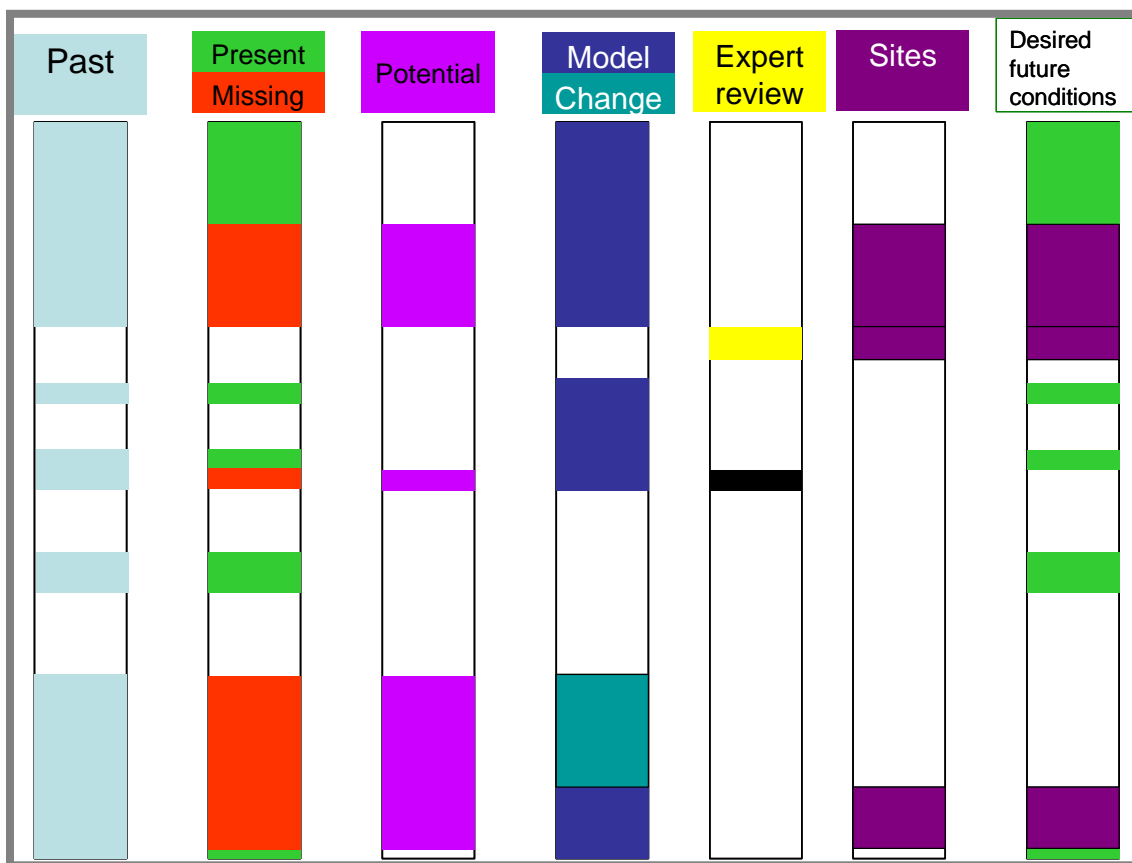 Past
Present
Missing
Potential
Model
Change
Expert
review
Sites
Desired
future
conditions